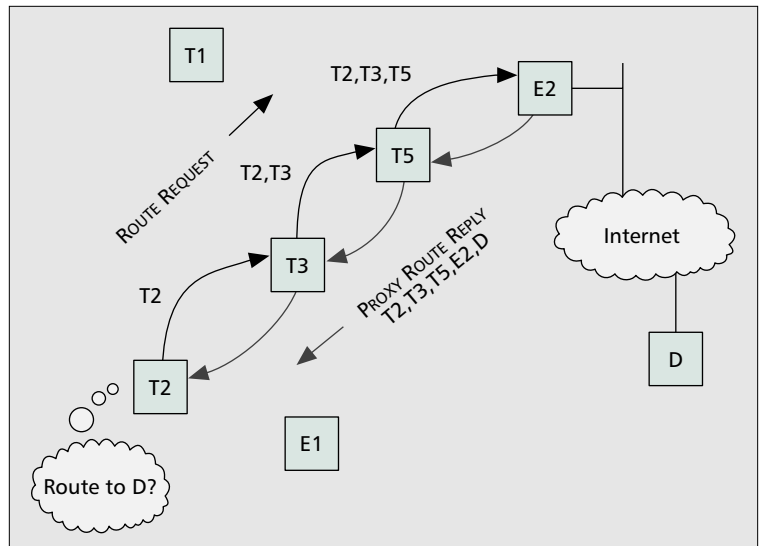 T1
T2,T3,T5
E2
T5
ROUTE REQUEST
T2,T3
Internet
PROXY ROUTE REPLY
T2,T3,T5,E2,D
T3
T2
D
T2
E1
Route to D?